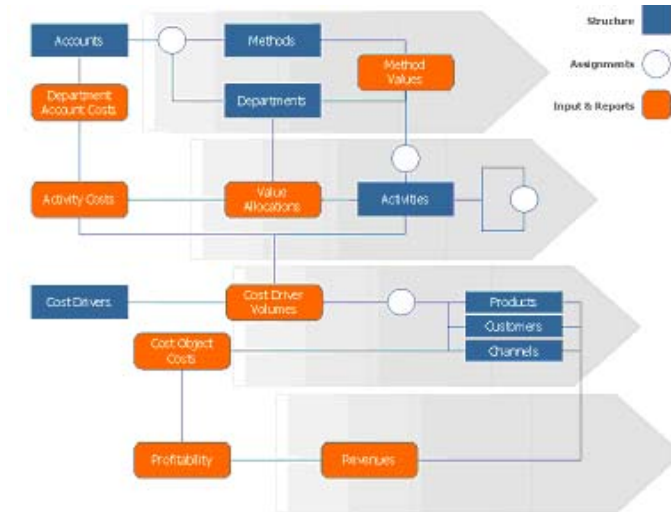 Structure
Accounts
Methods
Assignments
Method
Values
Department
Account Costs
Departments
Input & Reports
Activity Costs
Value
Allocations
Activities
Cost Drivers
Cost Driver
Volumes
Products
Customers
Channels
Cost Object
Costs
Profitability
Revenues